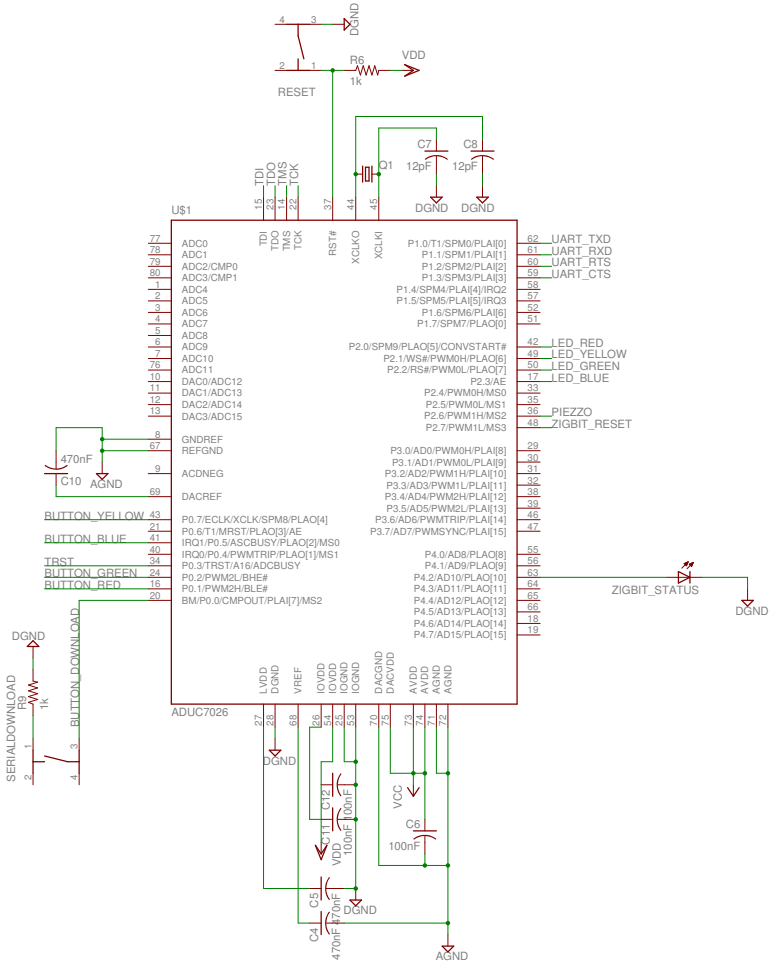 4 3 DGND
2 1 R6 VDD
RESET 1k
C7 C8
12pF 12pF
Q1
DGND DGND
TDI TDO TMS TCK
15 23 14 22 37 44 45
U$1
TDI TDO TMS TCK RST# XCLKO XCLKI
77 ADC0
78 ADC1
79 ADC2/CMP0
80 ADC3/CMP1
1 ADC4
2 ADC5
3 ADC6
4 ADC7
5 ADC8
6 ADC9
7 ADC10
76 ADC11
10 DAC0/ADC12
11 DAC1/ADC13
12 DAC2/ADC14
13 DAC3/ADC15
8 GNDREF
67 REFGND
9 ACDNEG
69 DACREF
470nF
C10
AGND
BUTTON_YELLOW 43 P0.7/ECLK/XCLK/SPM8/PLAO[4]
21 P0.6/T1/MRST/PLAO[3]/AE
BUTTON_BLUE 41 IRQ1/P0.5/ASCBUSY/PLAO[2]/MS0
40 IRQ0/P0.4/PWMTRIP/PLAO[1]/MS1
TRST 34 P0.3/TRST/A16/ADCBUSY
BUTTON_GREEN 24 P0.2/PWM2L/BHE#
BUTTON_RED 16 P0.1/PWM2H/BLE#
20 BM/P0.0/CMPOUT/PLAI[7]/MS2
P1.0/T1/SPM0/PLAI[0] 62 UART_TXD
P1.1/SPM1/PLAI[1] 61 UART_RXD
P1.2/SPM2/PLAI[2] 60 UART_RTS
P1.3/SPM3/PLAI[3] 59 UART_CTS
P1.4/SPM4/PLAI[4]/IRQ2 58
P1.5/SPM5/PLAI[5]/IRQ3 57
P1.6/SPM6/PLAI[6] 52
P1.7/SPM7/PLAO[0] 51
P2.0/SPM9/PLAO[5]/CONVSTART# 42 LED_RED
P2.1/WS#/PWM0H/PLAO[6] 49 LED_YELLOW
P2.2/RS#/PWM0L/PLAO[7] 50 LED_GREEN
P2.3/AE 17 LED_BLUE
P2.4/PWM0H/MS0 33
P2.5/PWM0L/MS1 35
P2.6/PWM1H/MS2 36 PIEZZO
P2.7/PWM1L/MS3 48 ZIGBIT_RESET
P3.0/AD0/PWM0H/PLAI[8] 29
P3.1/AD1/PWM0L/PLAI[9] 30
P3.2/AD2/PWM1H/PLAI[10] 31
P3.3/AD3/PWM1L/PLAI[11] 32
P3.4/AD4/PWM2H/PLAI[12] 38
P3.5/AD5/PWM2L/PLAI[13] 39
P3.6/AD6/PWMTRIP/PLAI[14] 46
P3.7/AD7/PWMSYNC/PLAI[15] 47
P4.0/AD8/PLAO[8] 55
P4.1/AD9/PLAO[9] 56
P4.2/AD10/PLAO[10] 63
P4.3/AD11/PLAO[11] 64
P4.4/AD12/PLAO[12] 65
P4.5/AD13/PLAO[13] 66
P4.6/AD14/PLAO[14] 18
P4.7/AD15/PLAO[15] 19
ZIGBIT_STATUS
DGND
DGND
R9
1k
SERIALDOWNLOAD
BUTTON_DOWNLOAD
1 3
2 4
LVDD DGND VREF IOVDD IOVDD IOGND IOGND DACGND DACVDD AVDD AVDD AGND AGND
ADUC7026
27 28 68 26 54 25 53 70 75 73 74 71 72
DGND
C12
100nF
C11
100nF
VDD
VCC
C6
100nF
C5
470nF
DGND
C4
470nF
AGND